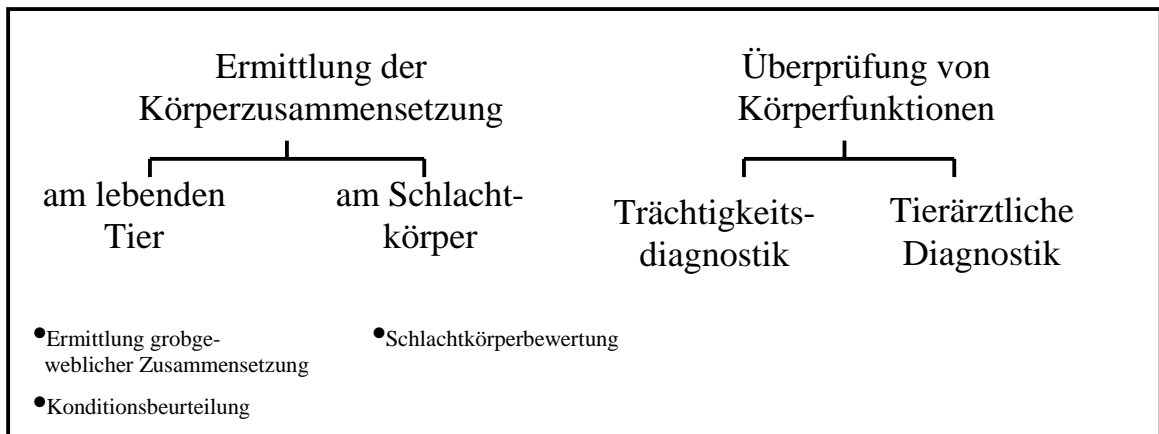 Ermittlung der
Körperzusammensetzung
am lebenden
Tier
am Schlacht-
körper
•Ermittlung grobge-
weblicher Zusammensetzung
•Konditionsbeurteilung
•Schlachtkörperbewertung
Überprüfung von
Körperfunktionen
Trächtigkeits-
diagnostik
Tierärztliche
Diagnostik